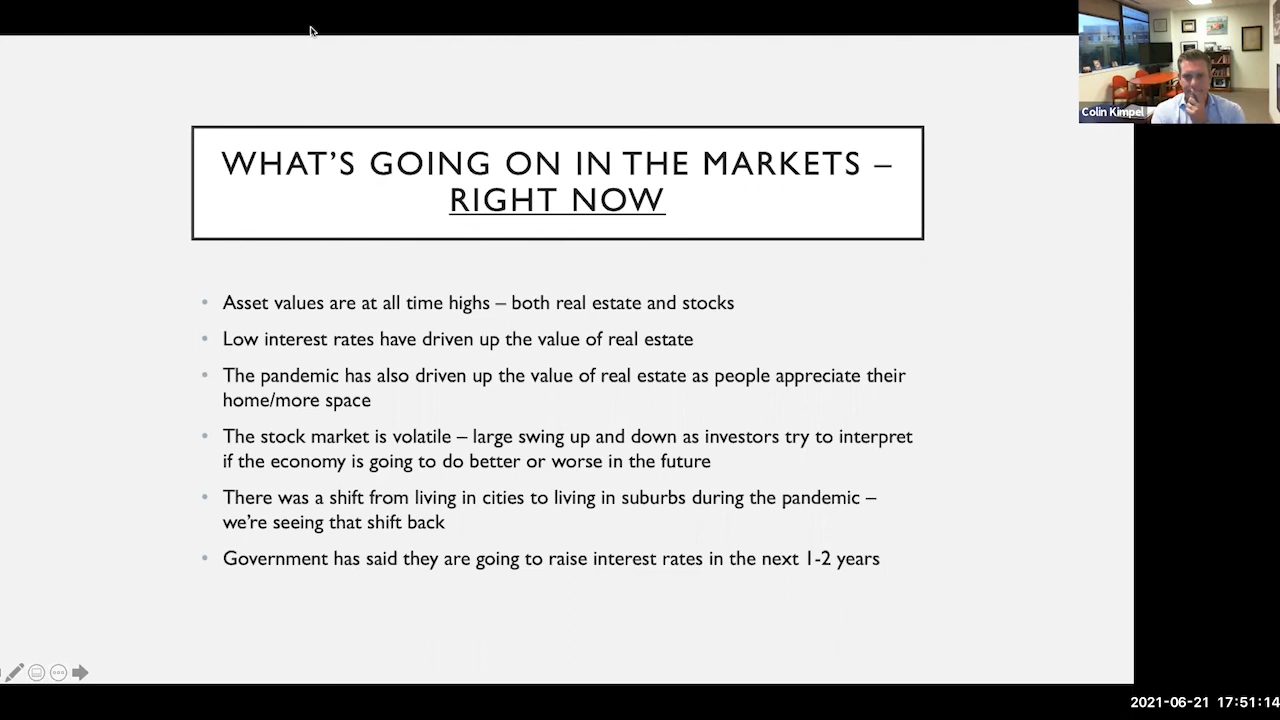 Colin Kimpel
WHAT'S GOING ON IN THE MARKETS –
RIGHT NOW
• Asset values are at all time highs – both real estate and stocks
• Low interest rates have driven up the value of real estate
• The pandemic has also driven up the value of real estate as people appreciate their
home/more space
• The stock market is volatile – large swing up and down as investors try to interpret
if the economy is going to do better or worse in the future
• There was a shift from living in cities to living in suburbs during the pandemic –
we're seeing that shift back
• Government has said they are going to raise interest rates in the next 1-2 years
2021-06-21 17:51:14